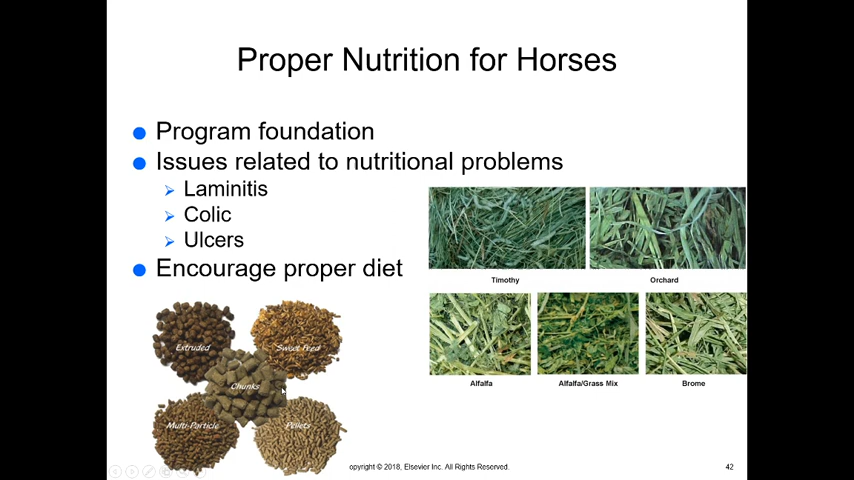 Proper Nutrition for Horses
Program foundation
Issues related to nutritional problems
Laminitis
Colic
Ulcers
Encourage proper diet
Timothy
Orchard
Alfalfa
Alfalfa/Grass Mix
Brome
Extruded
Sweet Feed
Chunks
Multi-Particle
Pellets
opyright © 2018, Elsevier Inc. All Rights Reserved.
42